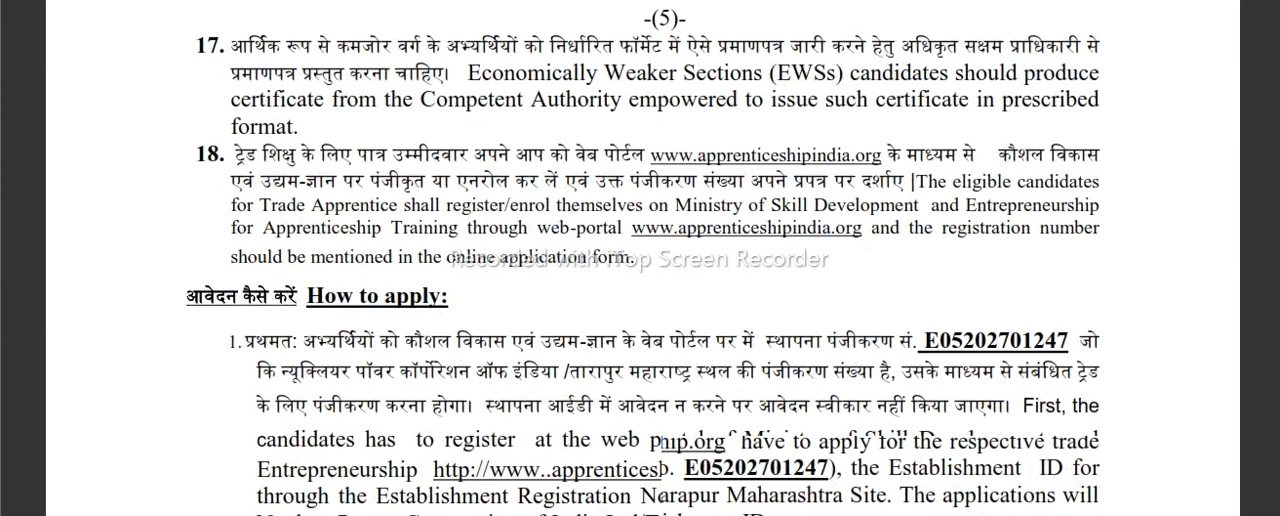 -(5)-
17. आर्थिक रूप से कमजोर वर्ग के अभ्यर्थियों को निर्धारित फॉर्मेट में ऐसे प्रमाणपत्र जारी करने हेतु अधिकृत सक्षम प्राधिकारी से
प्रमाणपत्र प्रस्तुत करना चाहिए। Economically Weaker Sections (EWSs) candidates should produce
certificate from the Competent Authority empowered to issue such certificate in prescribed
format.
18. ट्रेड शिक्षु के लिए पात्र उम्मीदवार अपने आप को वेब पोर्टल www.apprenticeshipindia.org के माध्यम से कौशल विकास
एवं उद्यम-ज्ञान पर पंजीकृत या एनरोल कर लें एवं उक्त पंजीकरण संख्या अपने प्रपत्र पर दर्शाए |The eligible candidates
for Trade Apprentice shall register/enrol themselves on Ministry of Skill Development and Entrepreneurship
for Apprenticeship Training through web-portal www.apprenticeshipindia.org and the registration number
should be mentioned in the online application form.
Recorded with iTop Screen Recorder
आवेदन कैसे करें How to apply:
1. प्रथमत: अभ्यर्थियों को कौशल विकास एवं उद्यम-ज्ञान के वेब पोर्टल पर में स्थापना पंजीकरण सं. E05202701247 जो
कि न्यूक्लियर पॉवर कॉर्पोरेशन ऑफ इंडिया /तारापुर महाराष्ट्र स्थल की पंजीकरण संख्या है, उसके माध्यम से संबंधित ट्रेड
के लिए पंजीकरण करना होगा। स्थापना आईडी में आवेदन न करने पर आवेदन स्वीकार नहीं किया जाएगा। First, the
candidates has to register at the web have to apply for the respective trade
Entrepreneurship http://www..apprentices E05202701247), the Establishment ID for
through the Establishment Registration Maharashtra Site. The applications will